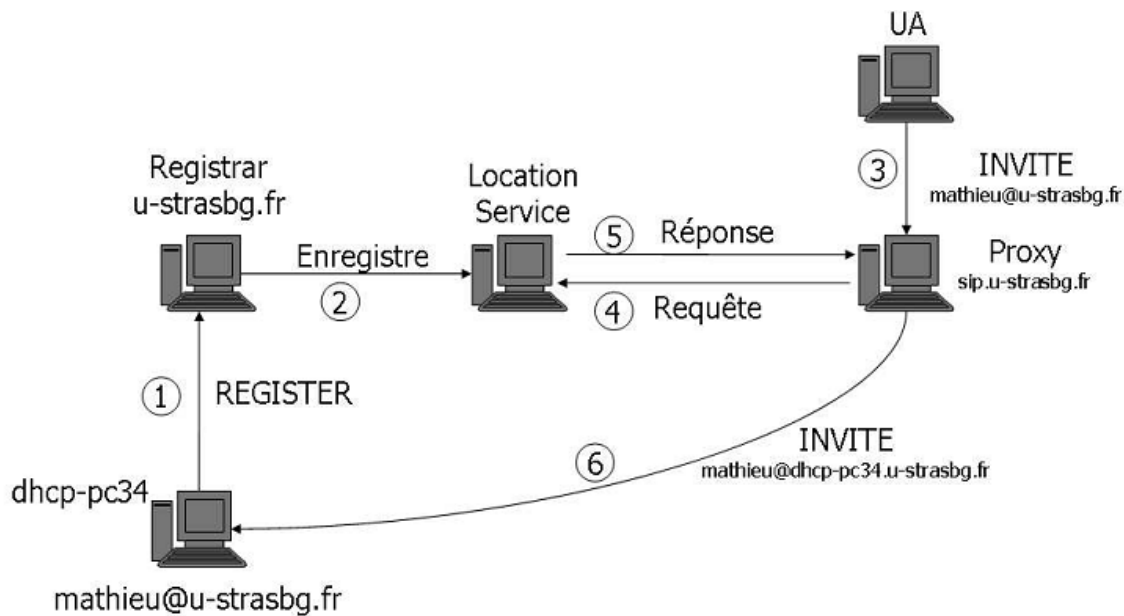 UA
3
INVITE
mathieu@u-strasbg.fr
Registrar
u-strasbg.fr
Location
Service
Enregistre
2
5
Réponse
4
Requête
Proxy
sip.u-strasbg.fr
1
REGISTER
6
INVITE
mathieu@dhcp-pc34.u-strasbg.fr
dhcp-pc34
mathieu@u-strasbg.fr